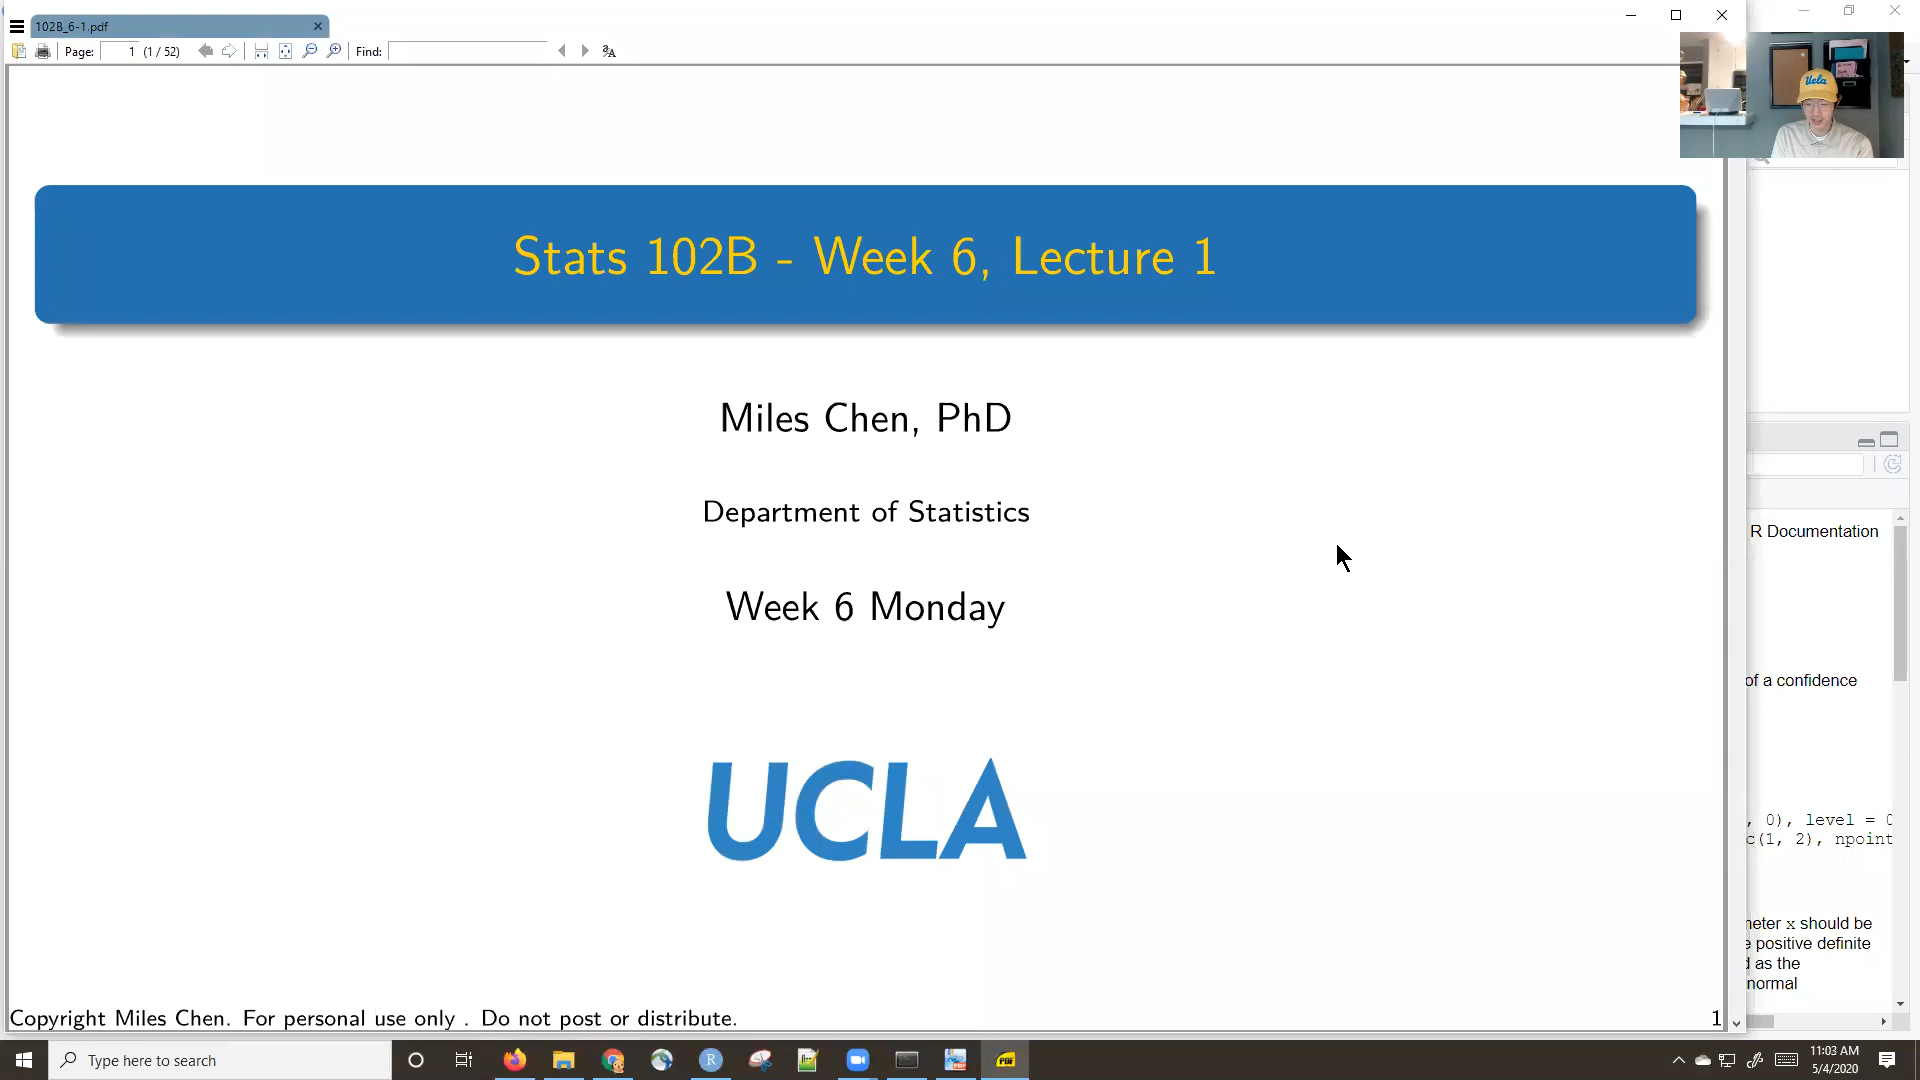 102B_6-1.pdf
Page: 1 (1 / 52) Find:
Ucla
Stats 102B - Week 6, Lecture 1
Miles Chen, PhD
Department of Statistics
Week 6 Monday
UCLA
Copyright Miles Chen. For personal use only . Do not post or distribute.
1
R Documentation
of a confidence
, 0), level = 0
c(1, 2), npoint
x should be
positive definite
as the
normal
Type here to search
11:03 AM
5/4/2020